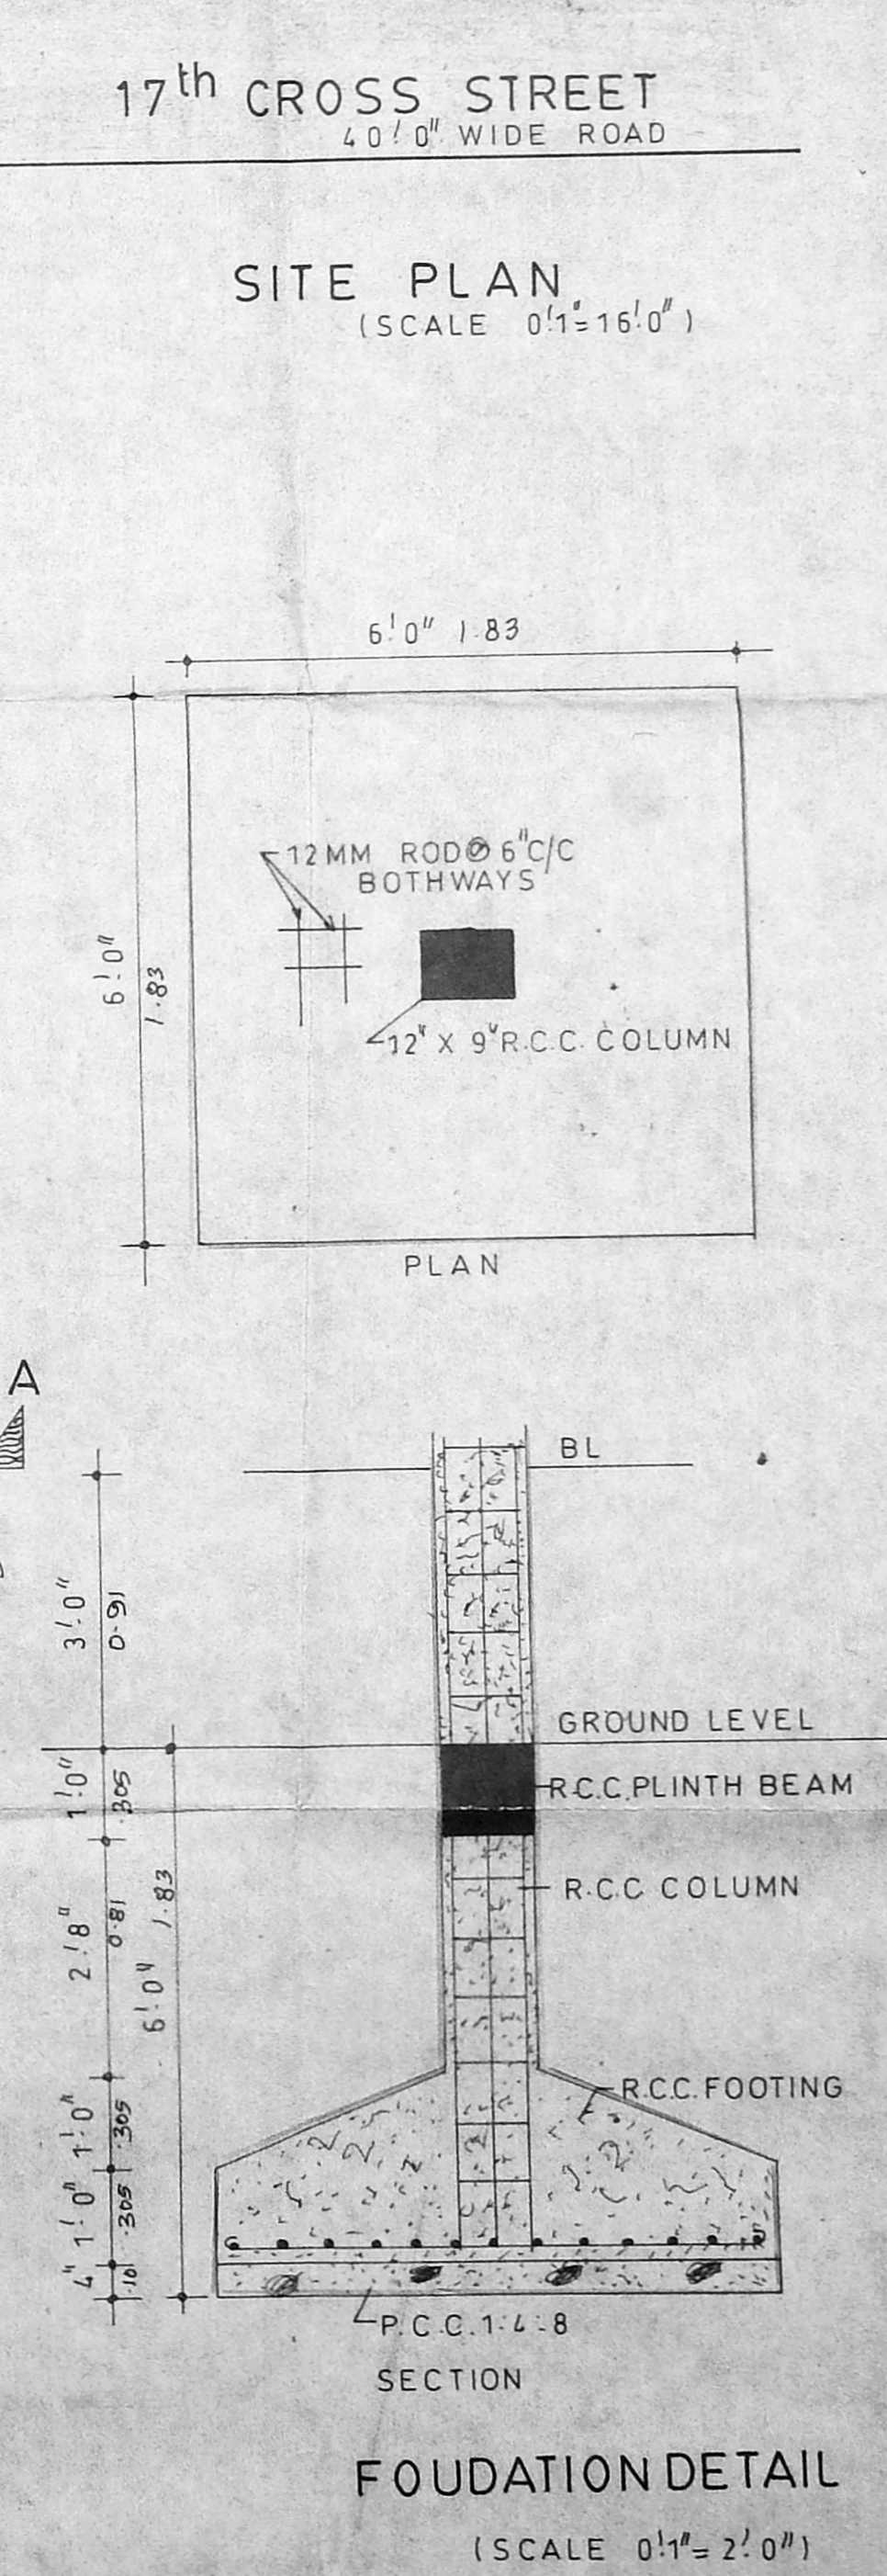 17th CROSS STREET
40'.0" WIDE ROAD
SITE PLAN
(SCALE 0'.1"=16'.0")
6'.0" 1.83
6'.0"
1.83
12MM ROD@ 6"C/C
BOTHWAYS
12" X 9"R.C.C. COLUMN
PLAN
A
BL
3'.0"
0.91
GROUND LEVEL
1'.0"
.305
R.C.C.PLINTH BEAM
R.C.C COLUMN
2'.8"
0.81
6'.0" 1.83
R.C.C.FOOTING
1'.0"
.305
1'.0"
.305
4"
.10
P.C.C.1:4:8
SECTION
FOUDATION DETAIL
(SCALE 0'.1"=2'.0")